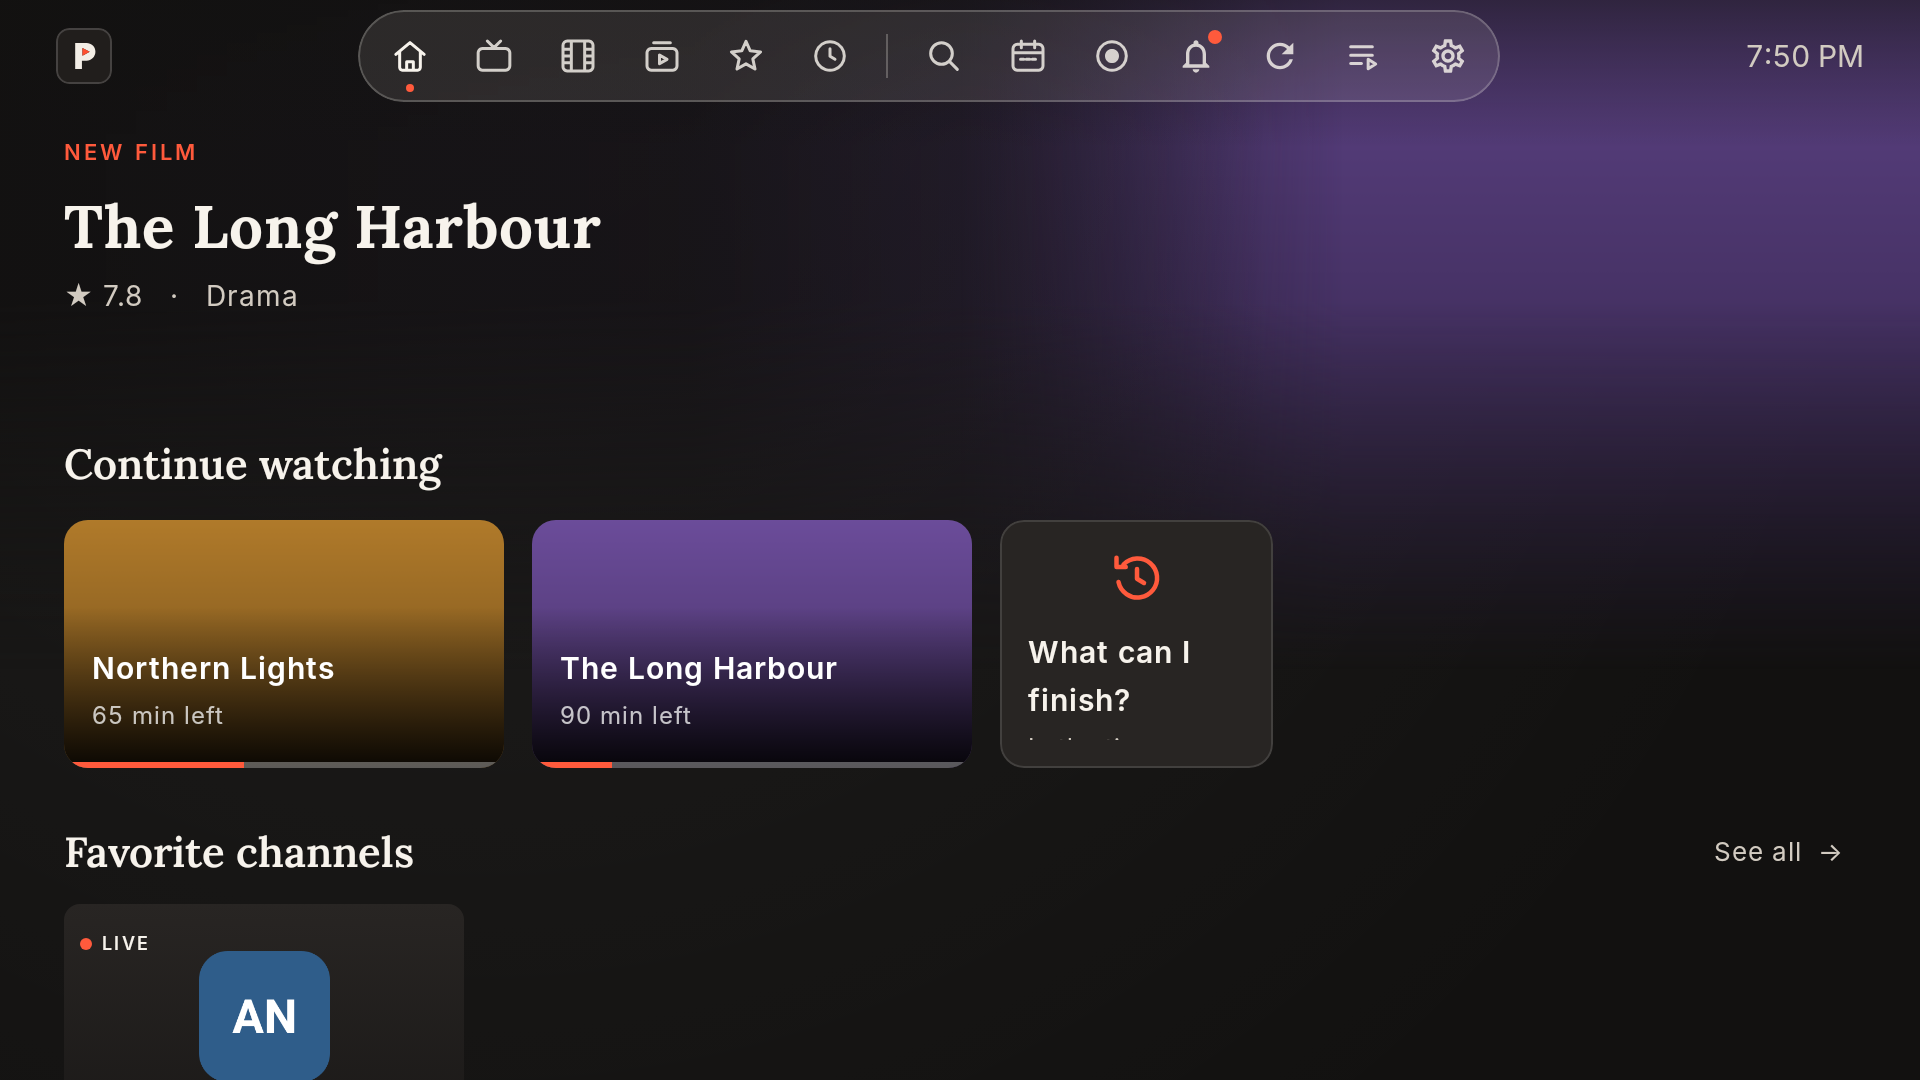 P
7:50 PM
NEW FILM
The Long Harbour
★ 7.8 · Drama
Continue watching
Northern Lights
65 min left
The Long Harbour
90 min left
What can I
finish?
Favorite channels
See all →
LIVE
AN